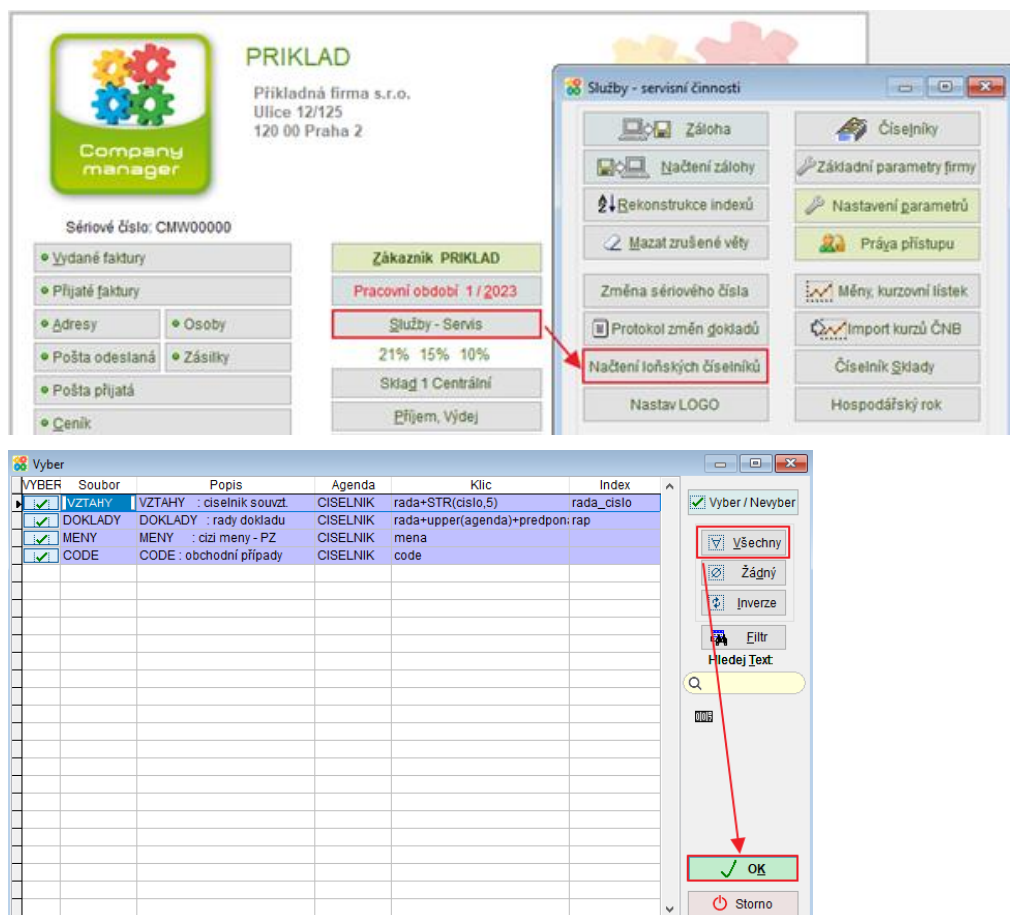 PRIKLAD
Příkladná firma s.r.o.
Ulice 12/125
120 00 Praha 2
Company
manager
Sériové číslo: CMW00000
Vydané faktury
Přijaté faktury
Adresy
Osoby
Pošta odeslaná
Zásilky
Pošta přijatá
Ceník
Zákazník PRIKLAD
Pracovní období 1 / 2023
Služby - Servis
21% 15% 10%
Sklad 1 Centrální
Příjem, Výdej
Služby - servisní činnosti
Záloha
Číselníky
Načtení zálohy
Základní parametry firmy
Rekonstrukce indexů
Nastavení parametrů
Mazat zrušené věty
Práva přístupu
Změna sériového čísla
Měny, kurzovní lístek
Protokol změn dokladů
Import kurzů ČNB
Načtení loňských číselníků
Číselník Sklady
Nastav LOGO
Hospodářský rok
Vyber
VYBER Soubor Popis Agenda Klic Index
VZTAHY VZTAHY : ciselnik souvzt. CISELNIK rada+STR(cislo,5) rada_cislo
DOKLADY DOKLADY : rady dokladu CISELNIK rada+upper(agenda)+predpon: rap
MENY MENY : cizi meny - PZ CISELNIK mena
CODE CODE : obchodní případy CISELNIK code
Vyber / Nevyber
Všechny
Žádný
Inverze
Filtr
Hledej Text:
OK
Storno